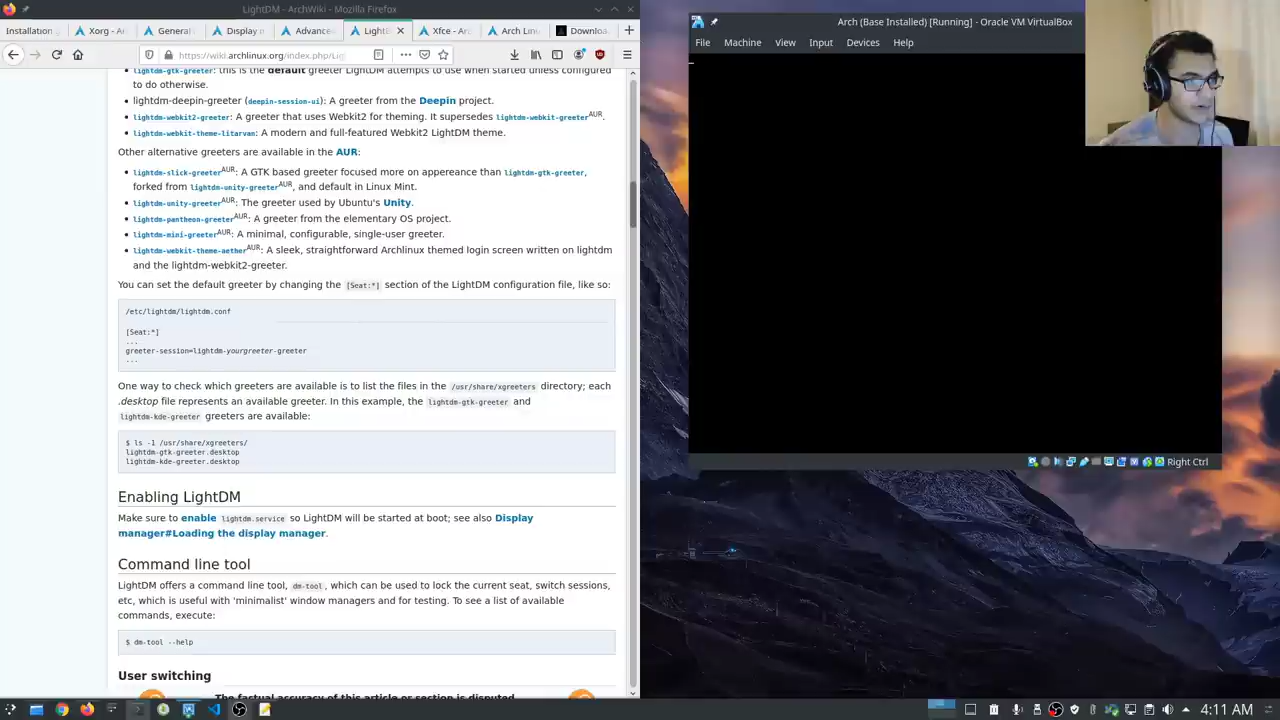 LightDM - ArchWiki - Mozilla Firefox
Installation
Xorg - Ar
General
Display m
Advance
Light
Xfce - Ar
Arch Linu
Downloa
https://wiki.archlinux.org/index.php/Lig
Arch (Base Installed) [Running] - Oracle VM VirtualBox
File Machine View Input Devices Help
lightdm-gtk-greeter: this is the default greeter LightDM attempts to use when started unless configured
to do otherwise.
lightdm-deepin-greeter (deepin-session-ui): A greeter from the Deepin project.
lightdm-webkit2-greeter: A greeter that uses Webkit2 for theming. It supersedes lightdm-webkit-greeterAUR.
lightdm-webkit-theme-litarvan: A modern and full-featured Webkit2 LightDM theme.
Other alternative greeters are available in the AUR:
lightdm-slick-greeterAUR: A GTK based greeter focused more on appereance than lightdm-gtk-greeter,
forked from lightdm-unity-greeterAUR, and default in Linux Mint.
lightdm-unity-greeterAUR: The greeter used by Ubuntu's Unity.
lightdm-pantheon-greeterAUR: A greeter from the elementary OS project.
lightdm-mini-greeterAUR: A minimal, configurable, single-user greeter.
lightdm-webkit-theme-aetherAUR: A sleek, straightforward Archlinux themed login screen written on lightdm
and the lightdm-webkit2-greeter.
You can set the default greeter by changing the [Seat:*] section of the LightDM configuration file, like so:
/etc/lightdm/lightdm.conf
[Seat:*]
...
greeter-session=lightdm-yourgreeter-greeter
...
One way to check which greeters are available is to list the files in the /usr/share/xgreeters directory; each
.desktop file represents an available greeter. In this example, the lightdm-gtk-greeter and
lightdm-kde-greeter greeters are available:
$ ls -1 /usr/share/xgreeters/
lightdm-gtk-greeter.desktop
lightdm-kde-greeter.desktop
Enabling LightDM
Make sure to enable lightdm.service so LightDM will be started at boot; see also Display
manager#Loading the display manager.
Command line tool
LightDM offers a command line tool, dm-tool, which can be used to lock the current seat, switch sessions,
etc, which is useful with 'minimalist' window managers and for testing. To see a list of available
commands, execute:
$ dm-tool --help
User switching
The factual accuracy of this article or section is disputed
Right Ctrl
4:11 AM